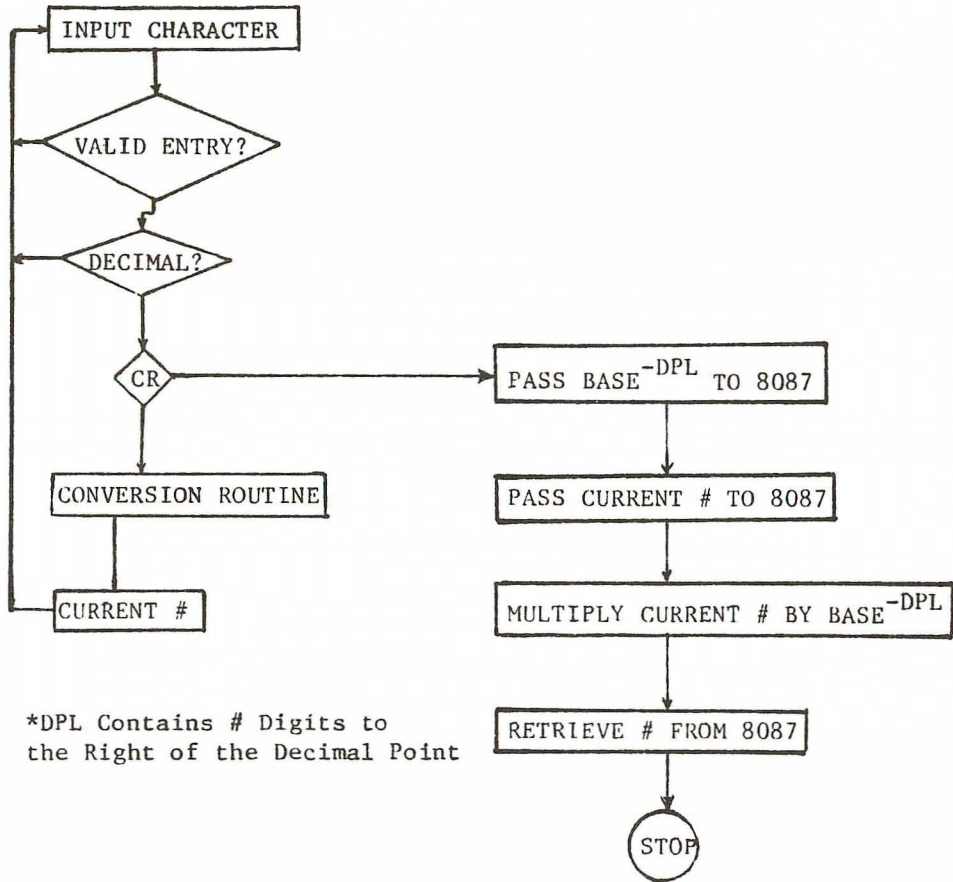 INPUT CHARACTER
VALID ENTRY?
DECIMAL?
CR
CONVERSION ROUTINE
CURRENT #
*DPL Contains # Digits to
the Right of the Decimal Point
PASS BASE^-DPL TO 8087
PASS CURRENT # TO 8087
MULTIPLY CURRENT # BY BASE^-DPL
RETRIEVE # FROM 8087
STOP